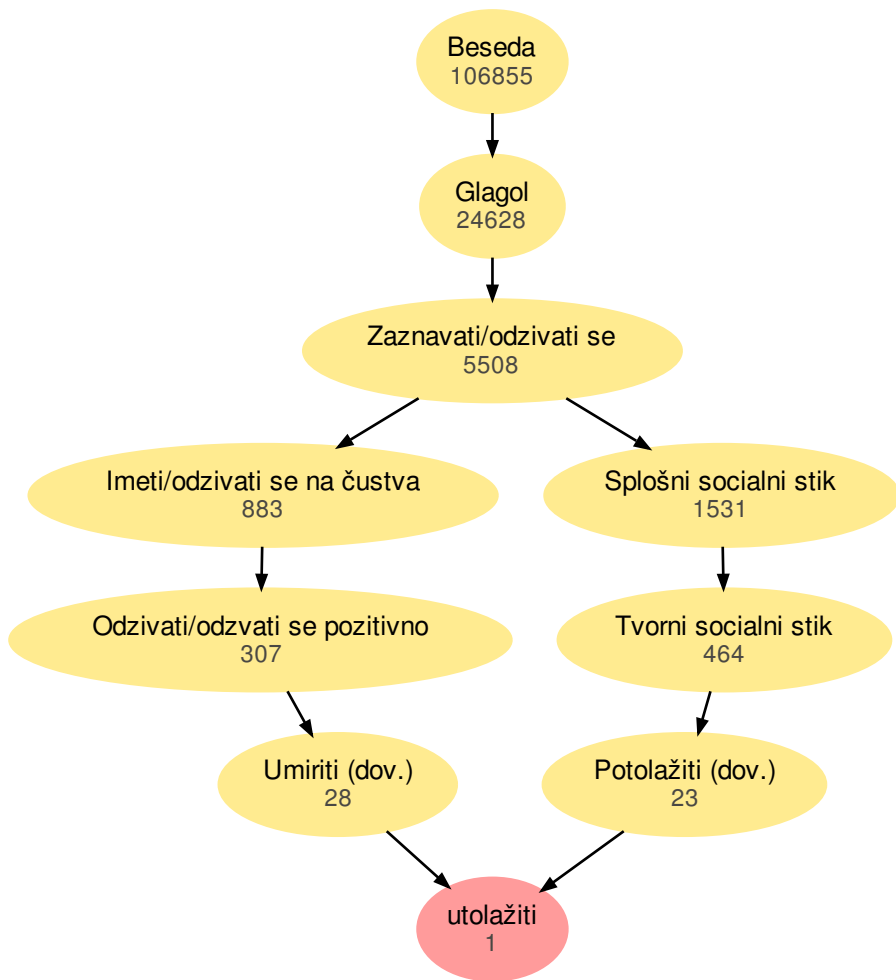 Beseda
106855
Glagol
24628
Zaznavati/odzivati se
5508
Imeti/odzivati se na čustva
883
Splošni socialni stik
1531
Odzivati/odzvati se pozitivno
307
Tvorni socialni stik
464
Umiriti (dov.)
28
Potolažiti (dov.)
23
utolažiti
1